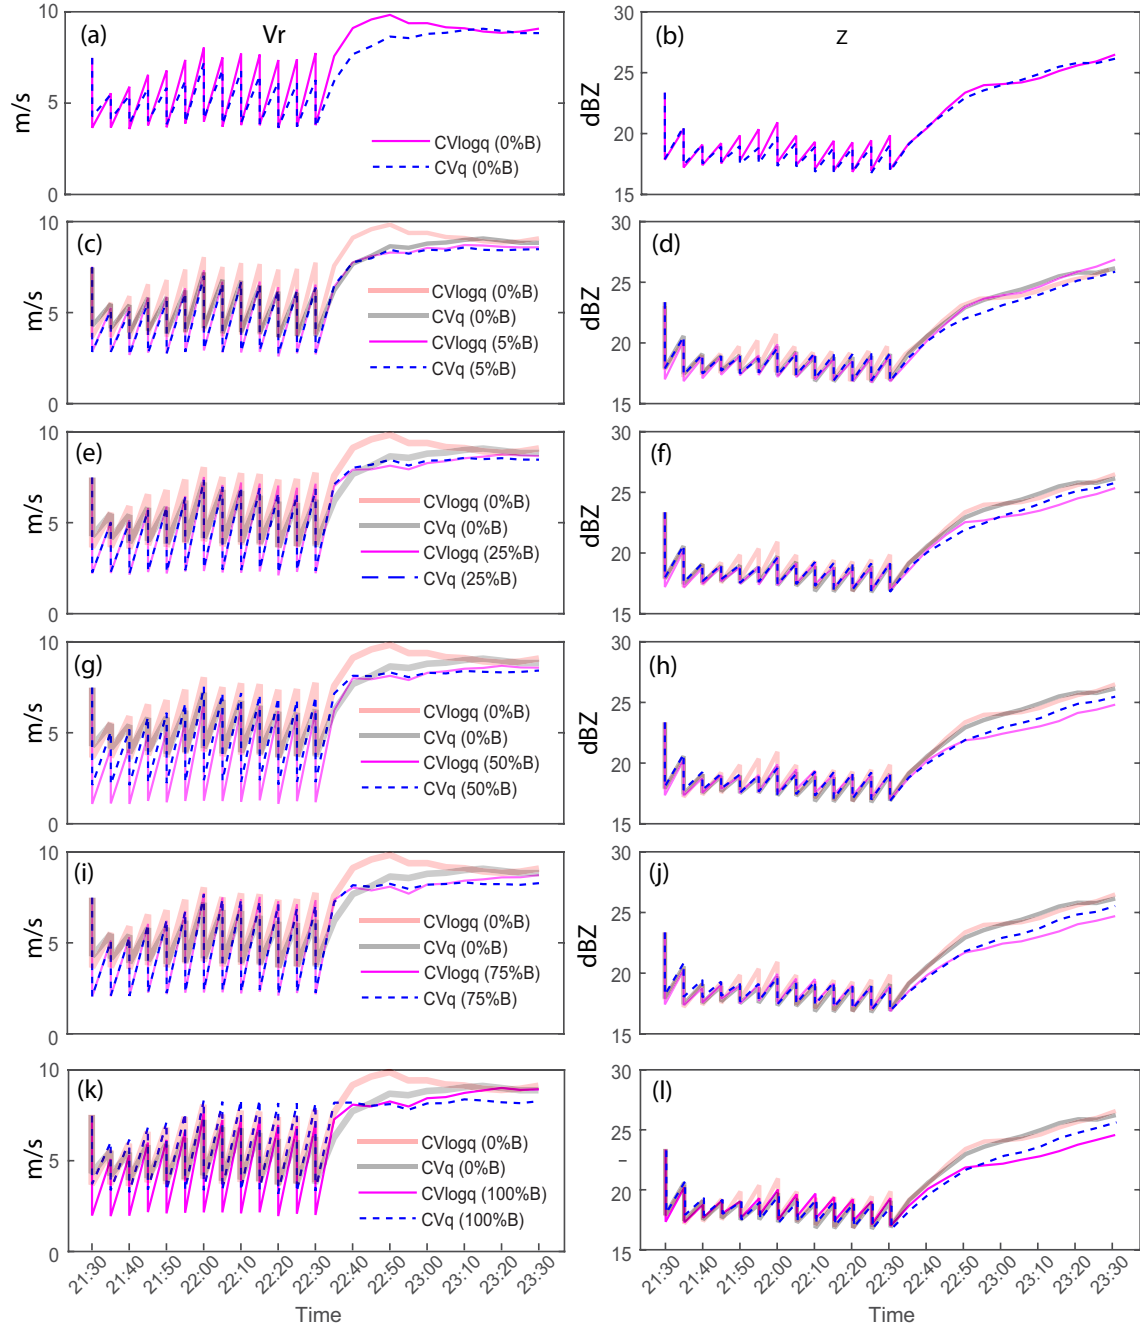 (a) Vr
10
5
0
m/s
CVlogq (0%B)
CVq (0%B)
(b) Z
30
25
20
15
dBZ
(c)
10
5
0
m/s
CVlogq (0%B)
CVq (0%B)
CVlogq (5%B)
CVq (5%B)
(d)
30
25
20
15
dBZ
(e)
10
5
0
m/s
CVlogq (0%B)
CVq (0%B)
CVlogq (25%B)
CVq (25%B)
(f)
30
25
20
15
dBZ
(g)
10
5
0
m/s
CVlogq (0%B)
CVq (0%B)
CVlogq (50%B)
CVq (50%B)
(h)
30
25
20
15
dBZ
(i)
10
5
0
m/s
CVlogq (0%B)
CVq (0%B)
CVlogq (75%B)
CVq (75%B)
(j)
30
25
20
15
dBZ
(k)
10
5
0
m/s
CVlogq (0%B)
CVq (0%B)
CVlogq (100%B)
CVq (100%B)
21:30 21:40 21:50 22:00 22:10 22:20 22:30 22:40 22:50 23:00 23:10 23:20 23:30
Time
(l)
30
25
20
15
dBZ
21:30 21:40 21:50 22:00 22:10 22:20 22:30 22:40 22:50 23:00 23:10 23:20 23:30
Time